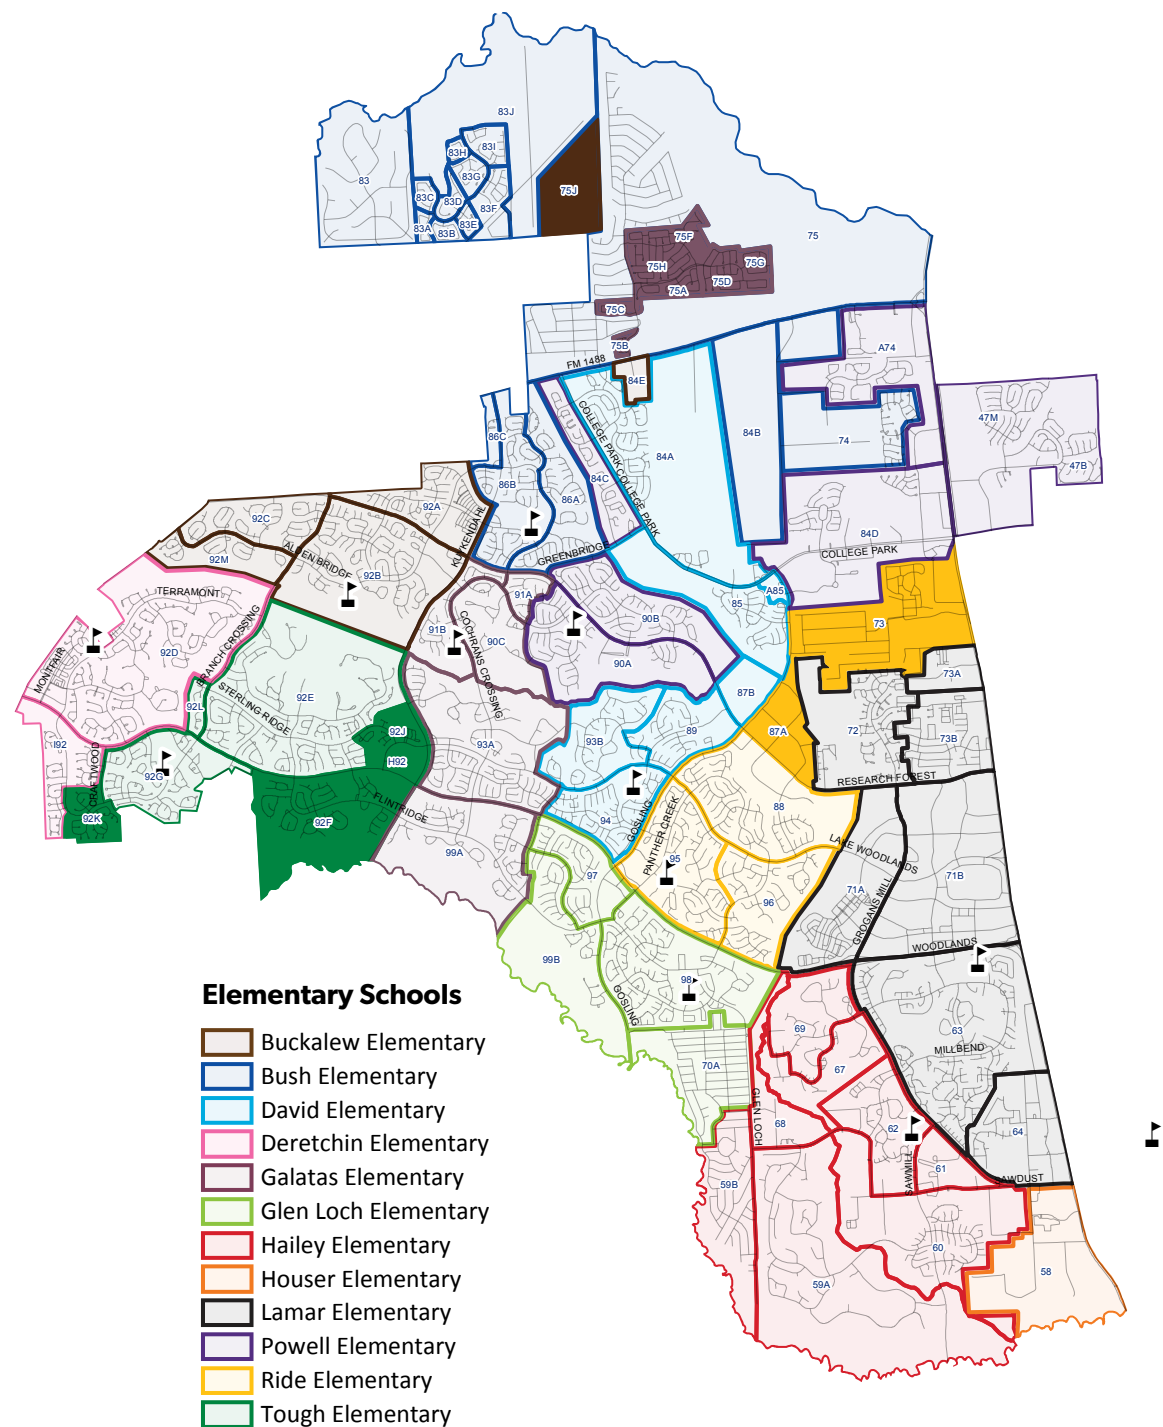 83J
83I
83H
83
83G
75J
83C
83D
83F
83A
83E
83B
75F
75
75H
75G
75D
75A
75C
75B
A74
FM 1488
84E
47M
COLLEGE PARK
86C
84B
74
84A
47B
86B
84C
COLLEGE PARK
86A
92A
92C
KUYKENDAHL
84D
COLLEGE PARK
GREENBRIDGE
ALDEN BRIDGE
92M
92B
TERRAMONT
91A
A85
85
90B
73
BRANCH CROSSING
COCHRANS CROSSING
91B
90C
MONTFAIR
92D
90A
73A
STERLING RIDGE
92E
87B
92L
92J
87A
72
73B
I92
93A
93B
89
H92
CRAFTWOOD
92G
RESEARCH FOREST
92K
FLINTRIDGE
92F
94
GOSLING
PANTHER CREEK
88
LAKE WOODLANDS
99A
95
97
71A
71B
96
GROGANS MILL
WOODLANDS
99B
98
GOSLING
69
63
MILLBEND
67
70A
GLEN LOCH
68
62
64
61
SAWMILL
SAWDUST
59B
60
58
59A
Elementary Schools
Buckalew Elementary
Bush Elementary
David Elementary
Deretchin Elementary
Galatas Elementary
Glen Loch Elementary
Hailey Elementary
Houser Elementary
Lamar Elementary
Powell Elementary
Ride Elementary
Tough Elementary